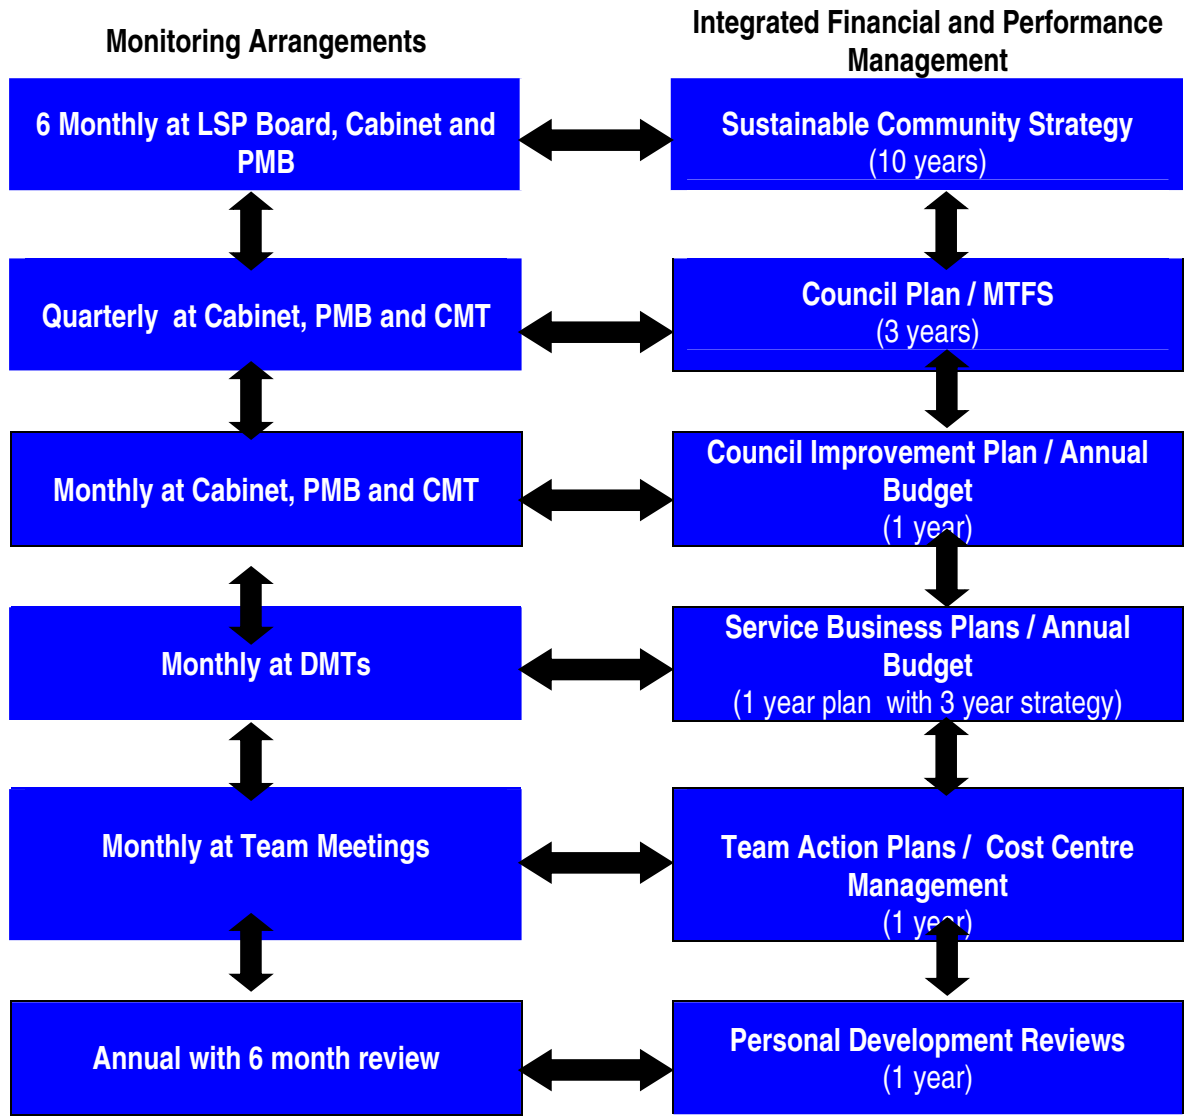 Monitoring Arrangements
Integrated Financial and Performance
Management
6 Monthly at LSP Board, Cabinet and
PMB
Sustainable Community Strategy
(10 years)
Quarterly at Cabinet, PMB and CMT
Council Plan / MTFS
(3 years)
Monthly at Cabinet, PMB and CMT
Council Improvement Plan / Annual
Budget
(1 year)
Monthly at DMTs
Service Business Plans / Annual
Budget
(1 year plan with 3 year strategy)
Monthly at Team Meetings
Team Action Plans / Cost Centre
Management
(1 year)
Annual with 6 month review
Personal Development Reviews
(1 year)